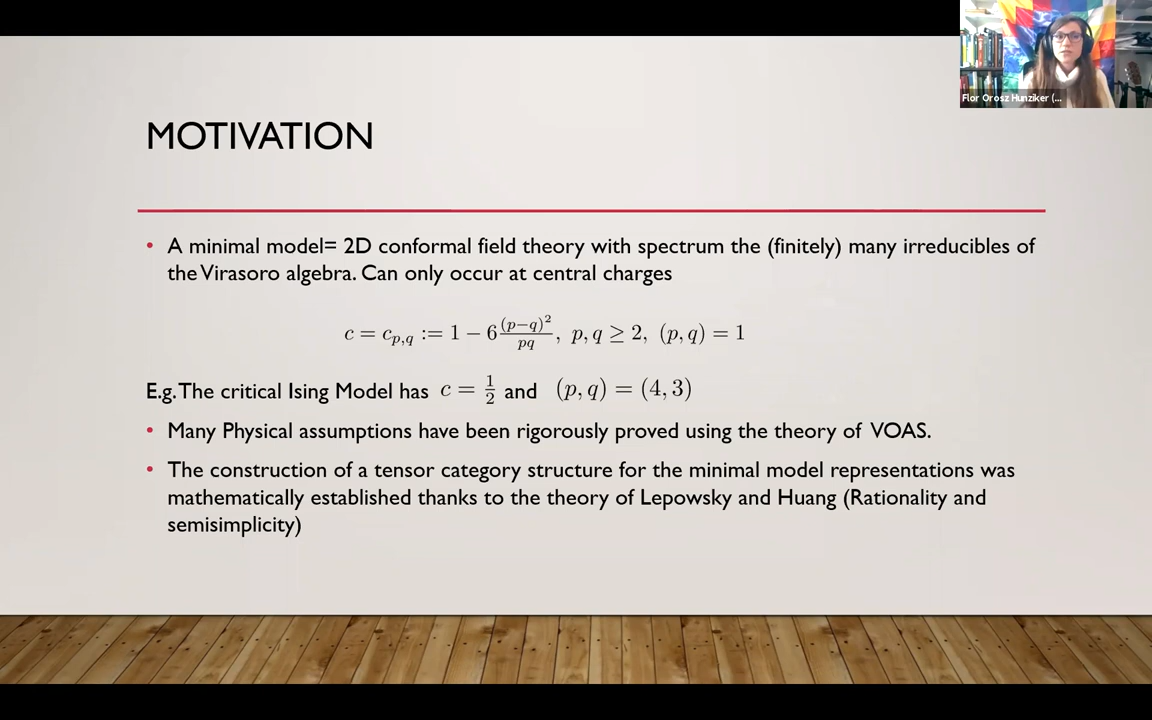 Flor Orosz Hunziker (...
MOTIVATION
• A minimal model= 2D conformal field theory with spectrum the (finitely) many irreducibles of
the Virasoro algebra. Can only occur at central charges
c = c_{p,q} := 1 − 6\frac{(p−q)^2}{pq}, p, q ≥ 2, (p, q) = 1
E.g. The critical Ising Model has c = \frac{1}{2} and (p, q) = (4, 3)
• Many Physical assumptions have been rigorously proved using the theory of VOAS.
• The construction of a tensor category structure for the minimal model representations was
mathematically established thanks to the theory of Lepowsky and Huang (Rationality and
semisimplicity)